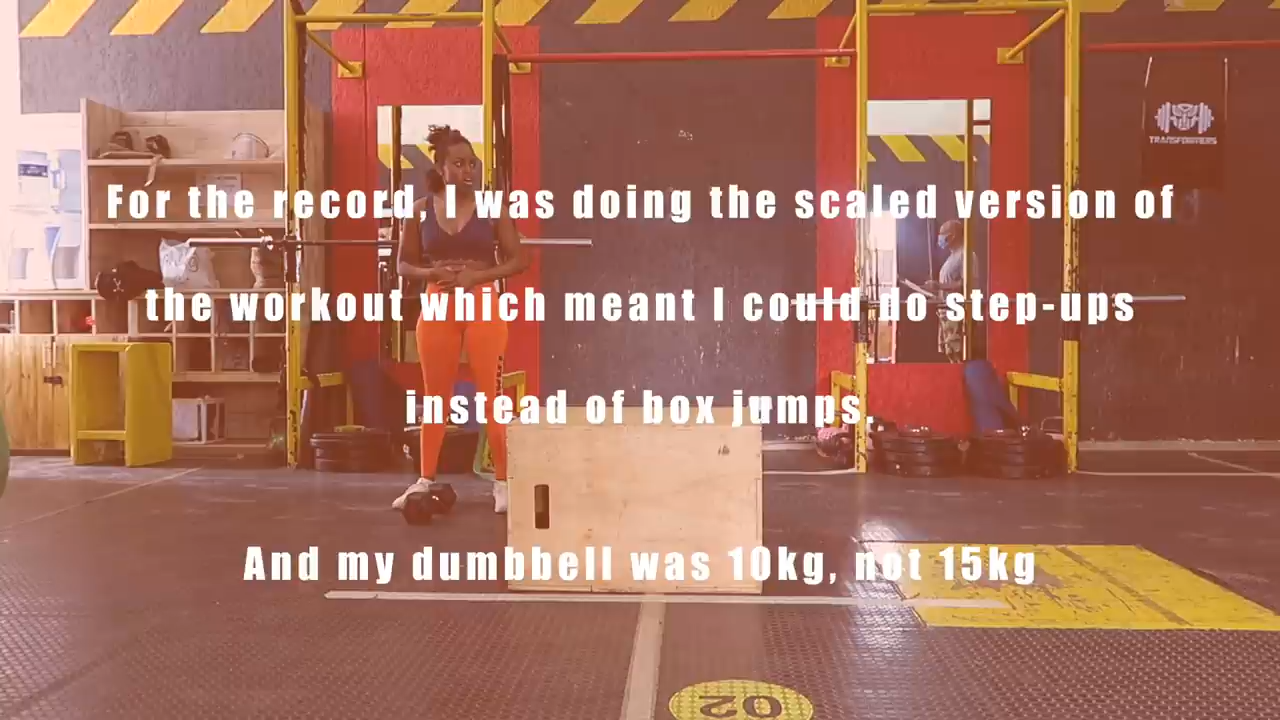 TRANSFORMERS
For the record, I was doing the scaled version of
the workout which meant I could do step-ups
instead of box jumps.
And my dumbbell was 10kg, not 15kg
02